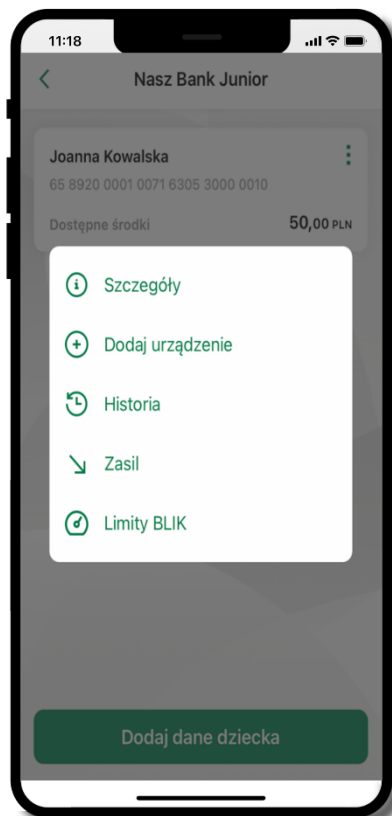 11:18
Nasz Bank Junior
Joanna Kowalska
65 8920 0001 0071 6305 3000 0010
Dostępne środki 50,00 PLN
Szczegóły
Dodaj urządzenie
Historia
Zasil
Limity BLIK
Dodaj dane dziecka